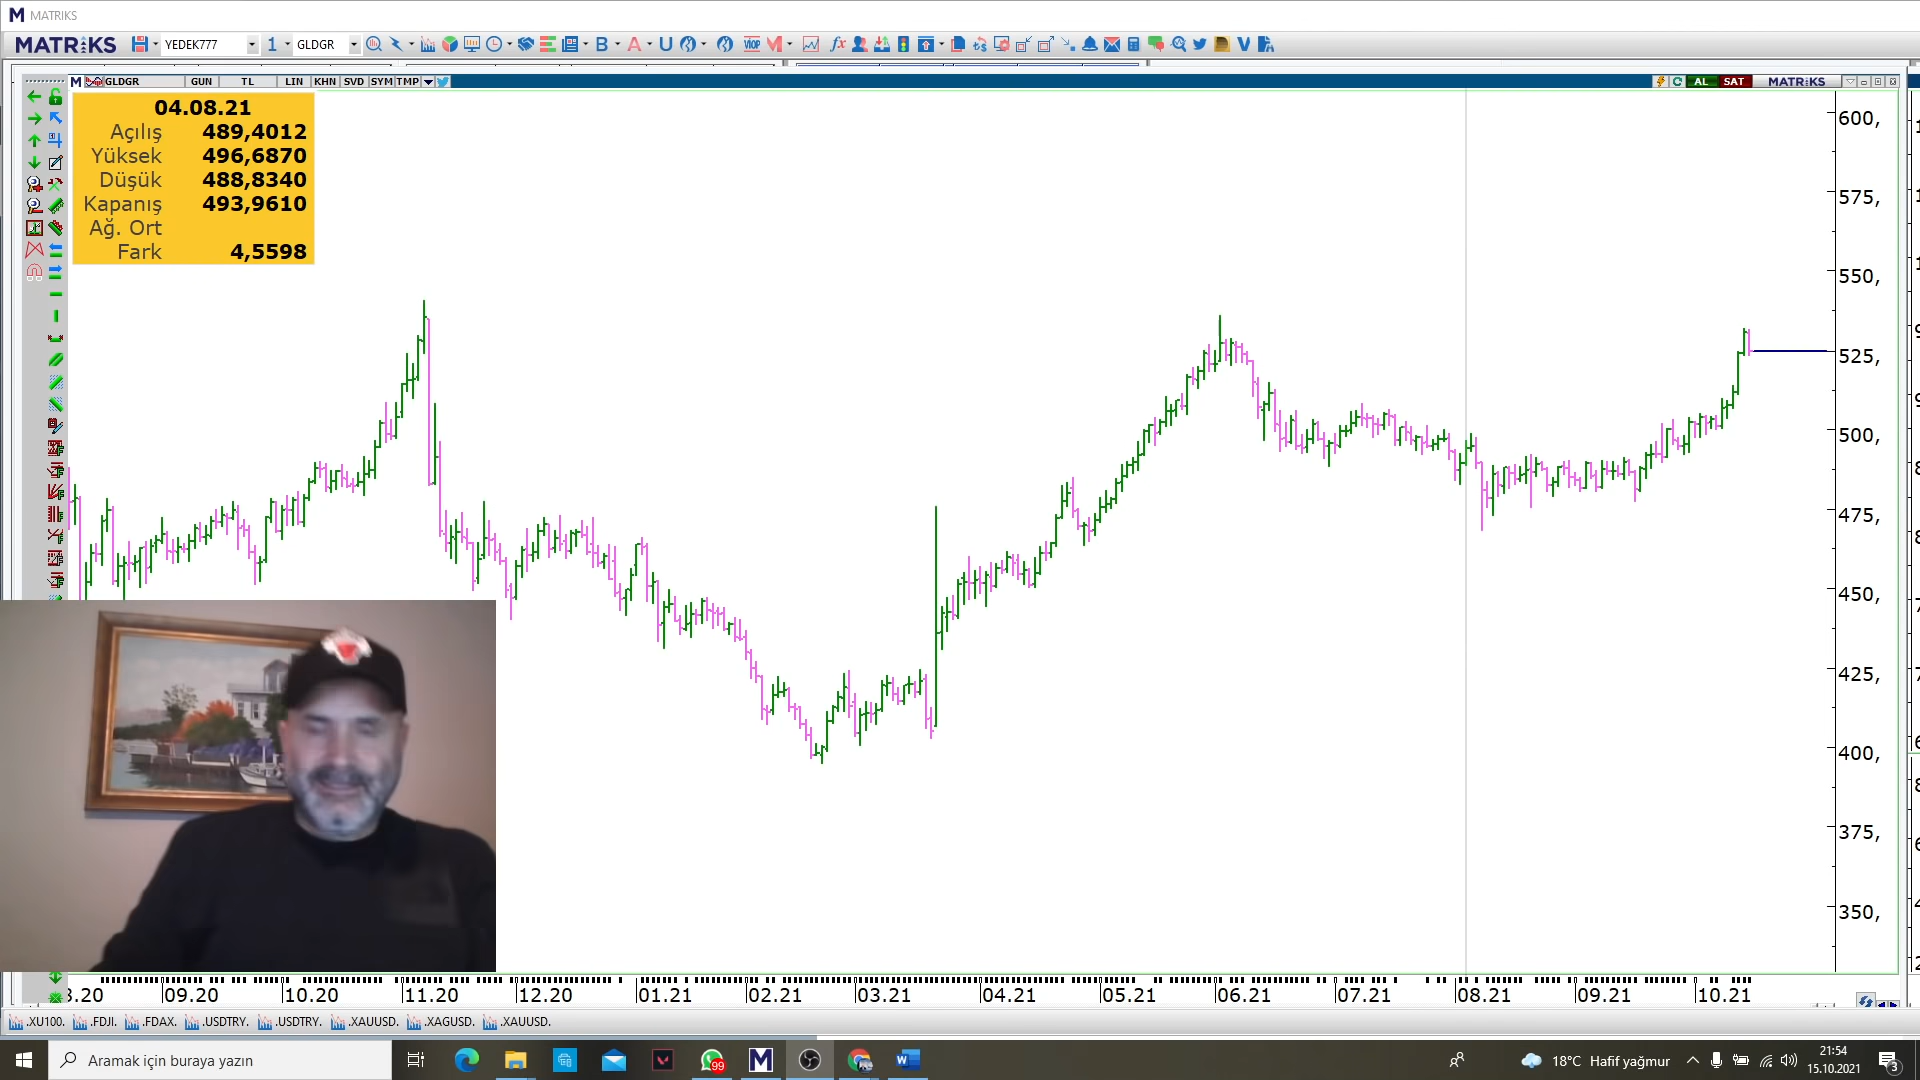 MATRIKS
MATRIKS YEDEK777 1 GLDGR B A U VİOP M fx V
M GLDGR GUN TL LIN KHN SVD SYM TMP AL SAT MATRIKS
04.08.21
Açılış 489,4012
Yüksek 496,6870
Düşük 488,8340
Kapanış 493,9610
Ağ. Ort
Fark 4,5598
600,
575,
550,
525,
500,
475,
450,
425,
400,
375,
350,
09.20 10.20 11.20 12.20 01.21 02.21 03.21 04.21 05.21 06.21 07.21 08.21 09.21 10.21
.XU100. .FDJI. .FDAX. .USDTRY. .USDTRY. .XAUUSD. .XAGUSD. .XAUUSD.
Aramak için buraya yazın 99 M 18°C Hafif yağmur 21:54
15.10.2021 3